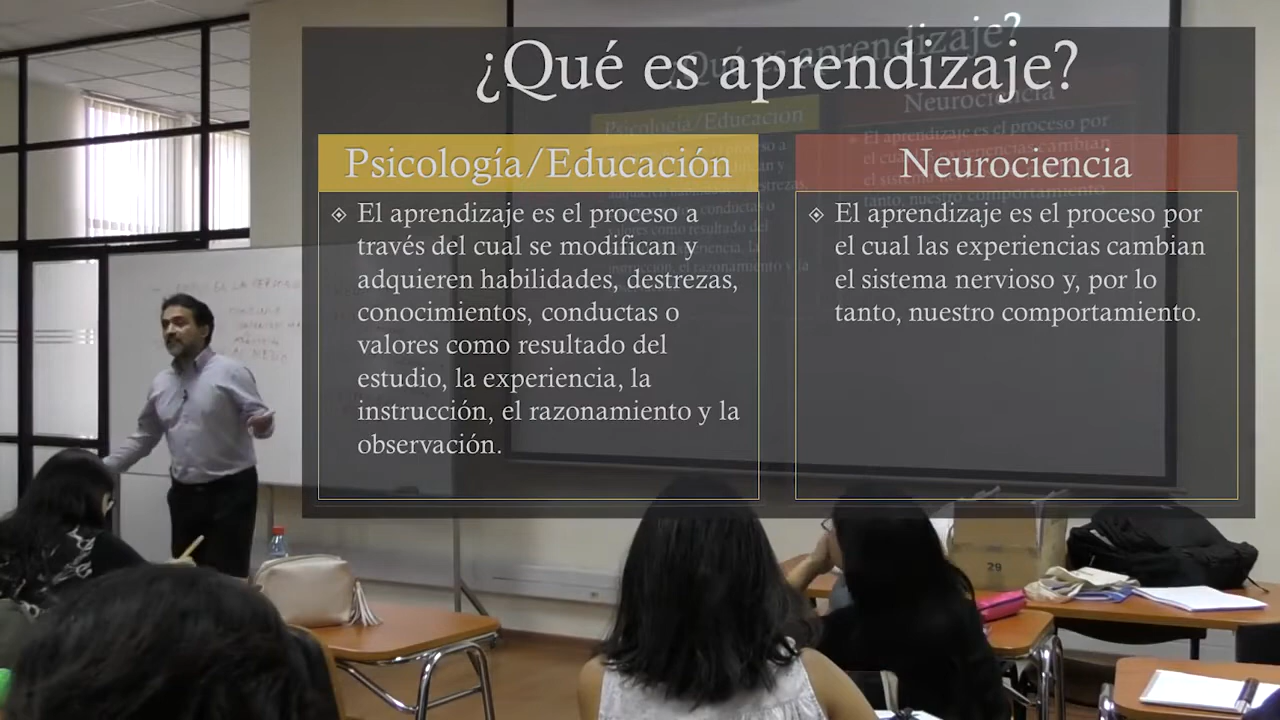 ¿Qué es aprendizaje?
Psicología/Educación
El aprendizaje es el proceso a
través del cual se modifican y
adquieren habilidades, destrezas,
conocimientos, conductas o
valores como resultado del
estudio, la experiencia, la
instrucción, el razonamiento y la
observación.
Neurociencia
El aprendizaje es el proceso por
el cual las experiencias cambian
el sistema nervioso y, por lo
tanto, nuestro comportamiento.
29